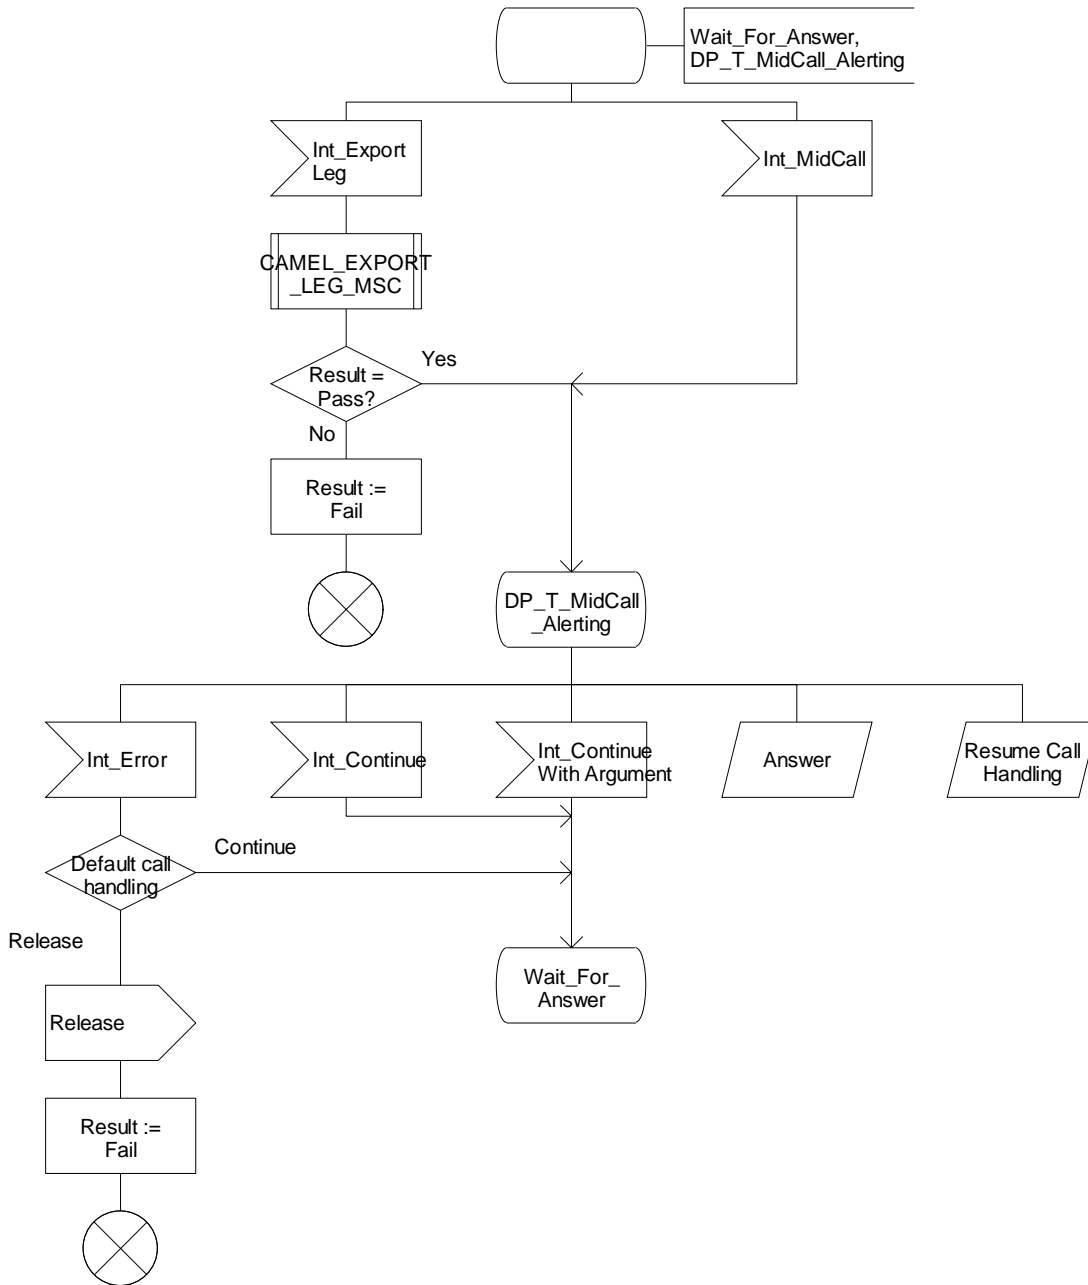 Wait_For_Answer,
DP_T_MidCall_Alerting
Int_Export
Leg
Int_MidCall
CAMEL_EXPORT
_LEG_MSC
Result =
Pass?
Yes
No
Result :=
Fail
DP_T_MidCall
_Alerting
Int_Error
Int_Continue
Int_Continue
With Argument
Answer
Resume Call
Handling
Default call
handling
Continue
Release
Wait_For_
Answer
Release
Result :=
Fail